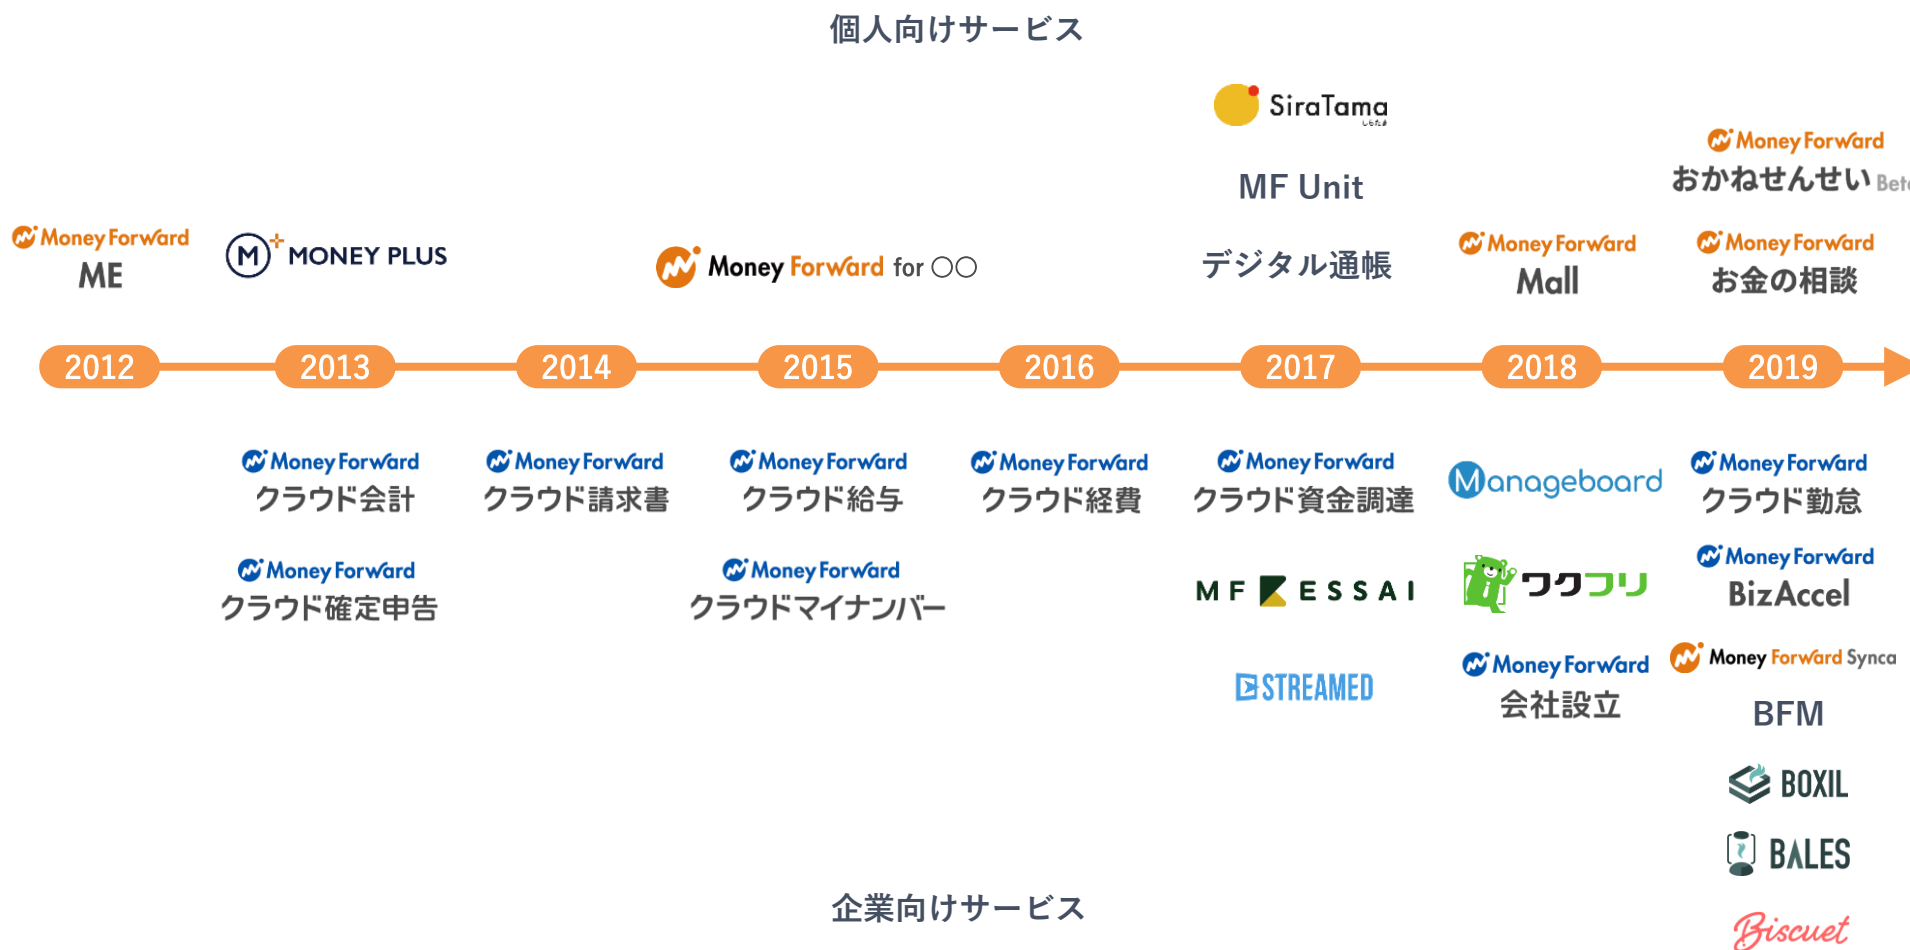 個人向けサービス
SiraTama
しらたま
MF Unit
デジタル通帳
Money Forward
おかねせんせい Beta
Money Forward
ME
MONEY PLUS
Money Forward for 〇〇
Money Forward
Mall
Money Forward
お金の相談
2012
2013
2014
2015
2016
2017
2018
2019
Money Forward
クラウド会計
Money Forward
クラウド確定申告
Money Forward
クラウド請求書
Money Forward
クラウド給与
Money Forward
クラウドマイナンバー
Money Forward
クラウド経費
Money Forward
クラウド資金調達
MF KESSAI
STREAMED
Manageboard
ワクフリ
Money Forward
会社設立
Money Forward
クラウド勤怠
Money Forward
BizAccel
Money Forward Synca
BFM
BOXIL
BALES
Biscuet
企業向けサービス